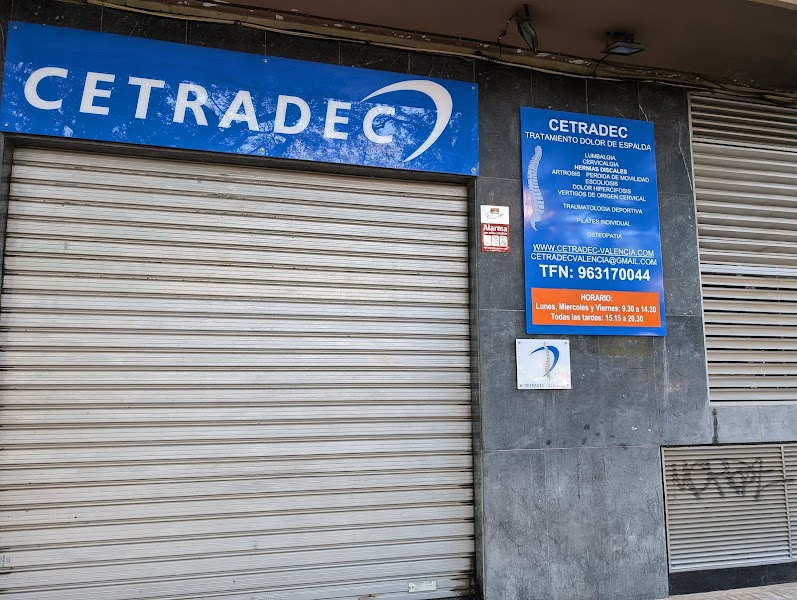 CETRADEC
CETRADEC
TRATAMIENTO DOLOR DE ESPALDA
LUMBALGIA
CERVICALGIA
HERNIAS DISCALES
ARTROSIS PERDIDA DE MOVILIDAD
ESCOLIOSIS
DOLOR HIPERCIFOSIS
VERTIGOS DE ORIGEN CERVICAL
TRAUMATOLOGIA DEPORTIVA
PILATES INDIVIDUAL
OSTEOPATIA
WWW.CETRADEC-VALENCIA.COM
CETRADECVALENCIA@GMAIL.COM
TFN: 963170044
HORARIO:
Lunes, Miercoles y Viernes: 9.30 a 14.30
Todas las tardes: 15.15 a 20.30
Alarma
CETRADEC